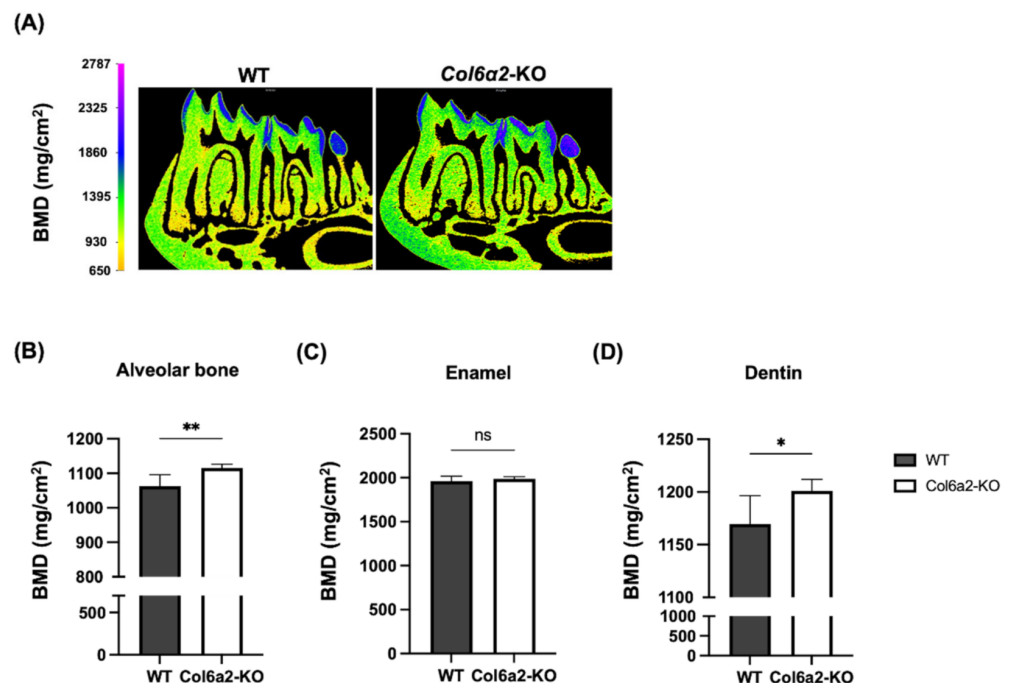 (A)
WT
Col6α2-KO
BMD (mg/cm²)
2787
2325
1860
1395
930
650
(B)
Alveolar bone
**
BMD (mg/cm²)
1200
1100
1000
900
800
500
0
WT Col6a2-KO
(C)
Enamel
ns
BMD (mg/cm²)
2500
2000
1500
1000
500
0
WT Col6a2-KO
(D)
Dentin
*
BMD (mg/cm²)
1250
1200
1150
1100
1000
500
0
WT Col6a2-KO
WT
Col6a2-KO